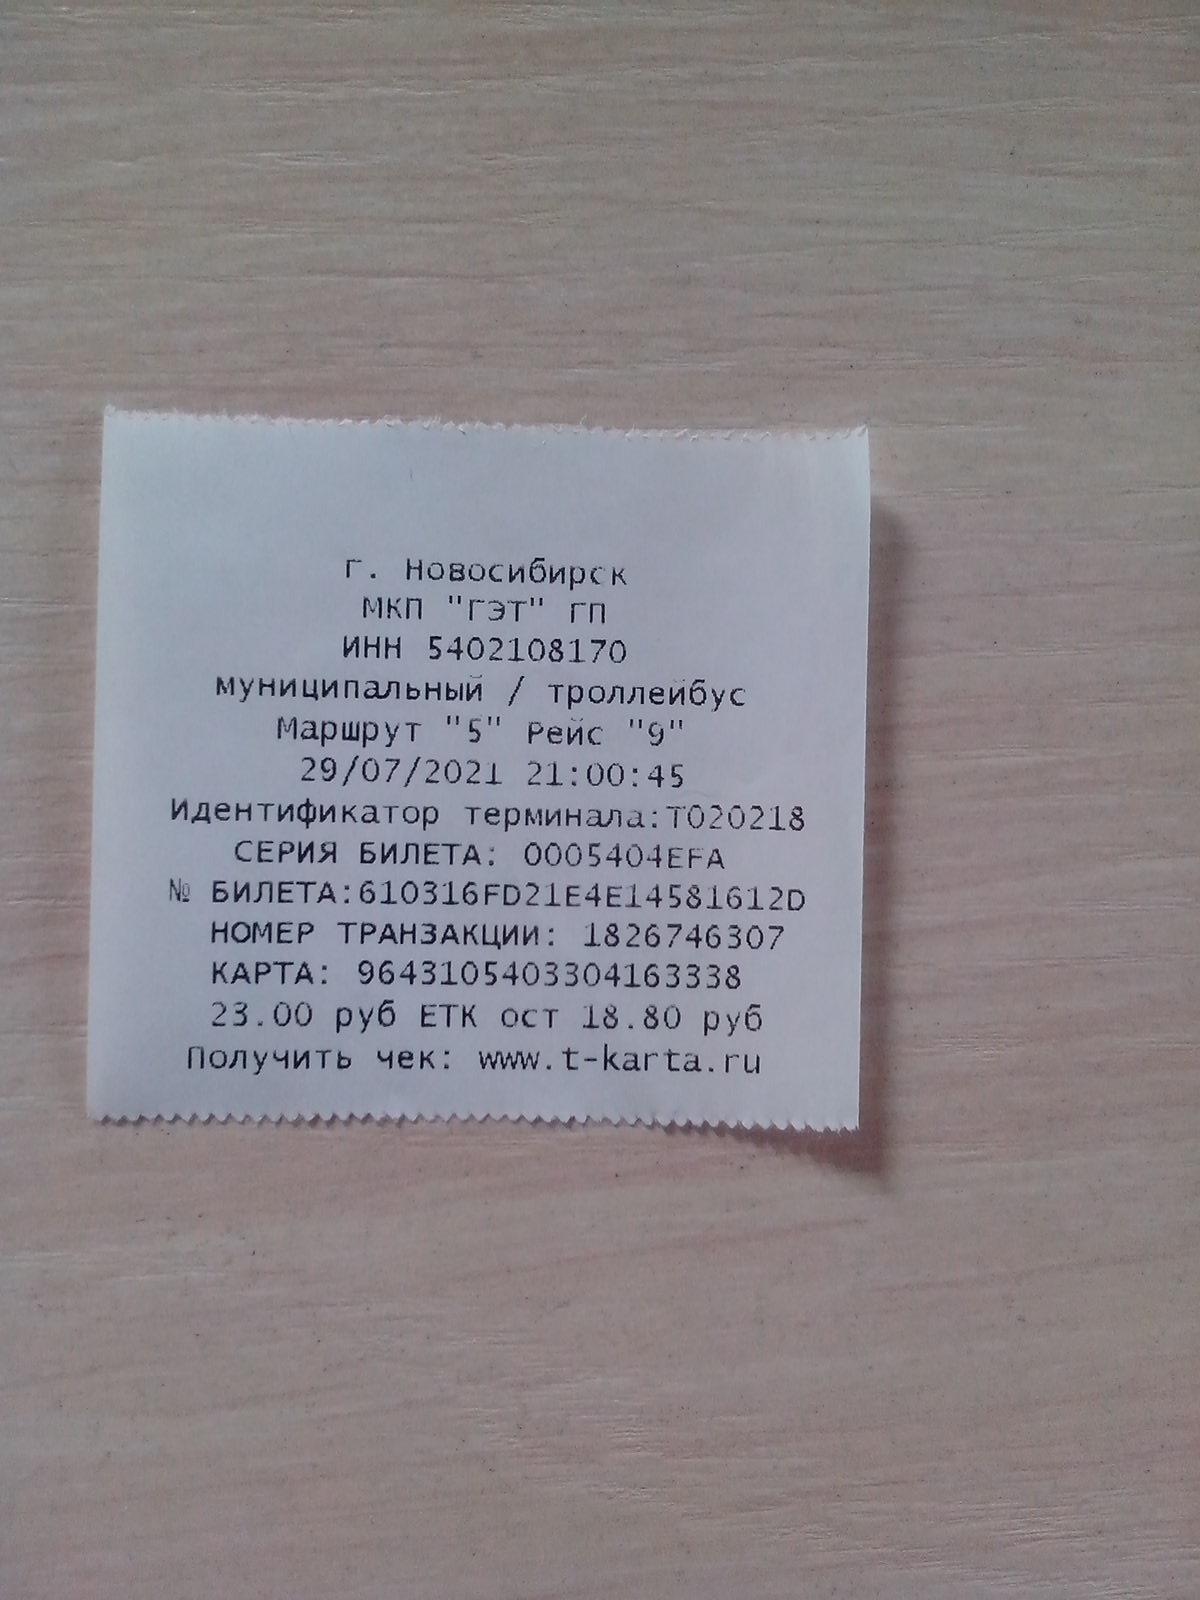 г. Новосибирск
МКП "ГЭТ" ГП
ИНН 5402108170
муниципальный / троллейбус
Маршрут "5" Рейс "9"
29/07/2021 21:00:45
Идентификатор терминала:T020218
СЕРИЯ БИЛЕТА: 0005404EFA
№ БИЛЕТА:610316FD21E4E14581612D
НОМЕР ТРАНЗАКЦИИ: 1826746307
КАРТА: 9643105403304163338
23.00 руб ЕТК ост 18.80 руб
Получить чек: www.t-karta.ru